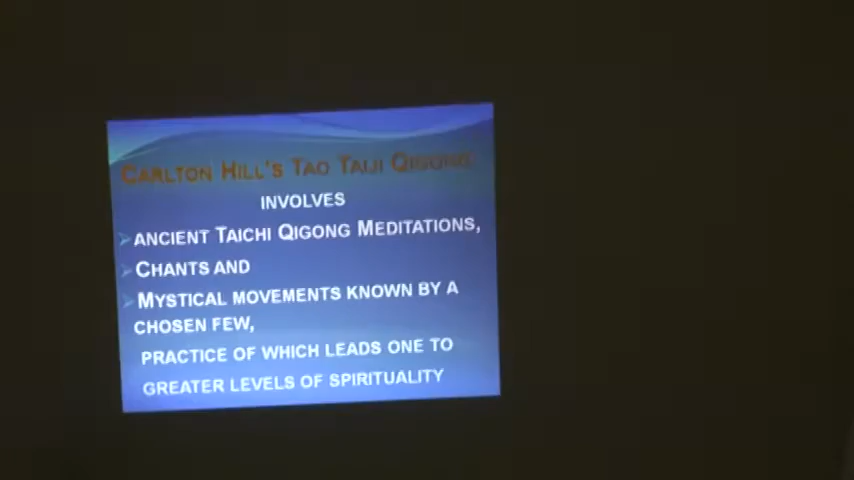 CARLTON HILL'S TAO TAIJI QIGONG
INVOLVES
ANCIENT TAICHI QIGONG MEDITATIONS,
CHANTS AND
MYSTICAL MOVEMENTS KNOWN BY A
CHOSEN FEW,
PRACTICE OF WHICH LEADS ONE TO
GREATER LEVELS OF SPIRITUALITY